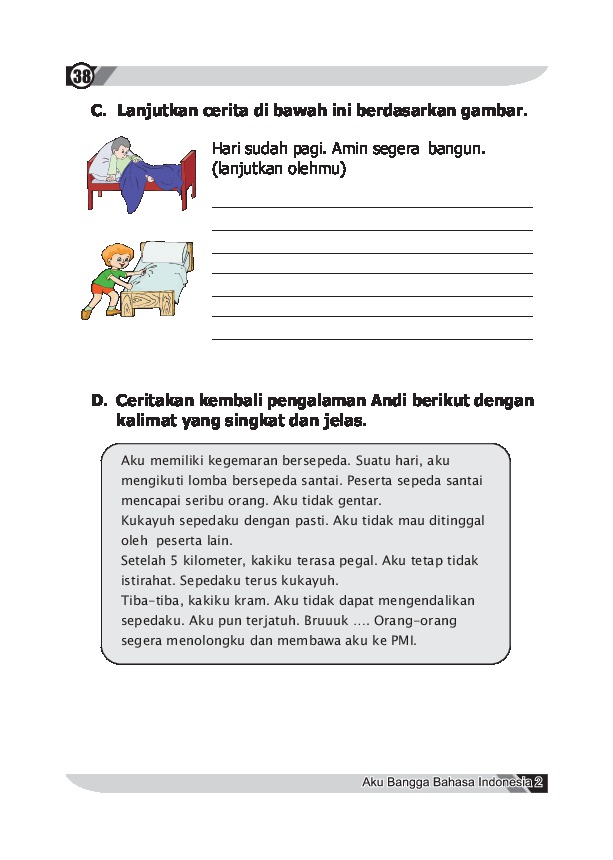 38
C. Lanjutkan cerita di bawah ini berdasarkan gambar.
Hari sudah pagi. Amin segera bangun.
(lanjutkan olehmu)
D. Ceritakan kembali pengalaman Andi berikut dengan
kalimat yang singkat dan jelas.
Aku memiliki kegemaran bersepeda. Suatu hari, aku
mengikuti lomba bersepeda santai. Peserta sepeda santai
mencapai seribu orang. Aku tidak gentar.
Kukayuh sepedaku dengan pasti. Aku tidak mau ditinggal
oleh peserta lain.
Setelah 5 kilometer, kakiku terasa pegal. Aku tetap tidak
istirahat. Sepedaku terus kukayuh.
Tiba-tiba, kakiku kram. Aku tidak dapat mengendalikan
sepedaku. Aku pun terjatuh. Bruuuk .... Orang-orang
segera menolongku dan membawa aku ke PMI.
Aku Bangga Bahasa Indonesia 2